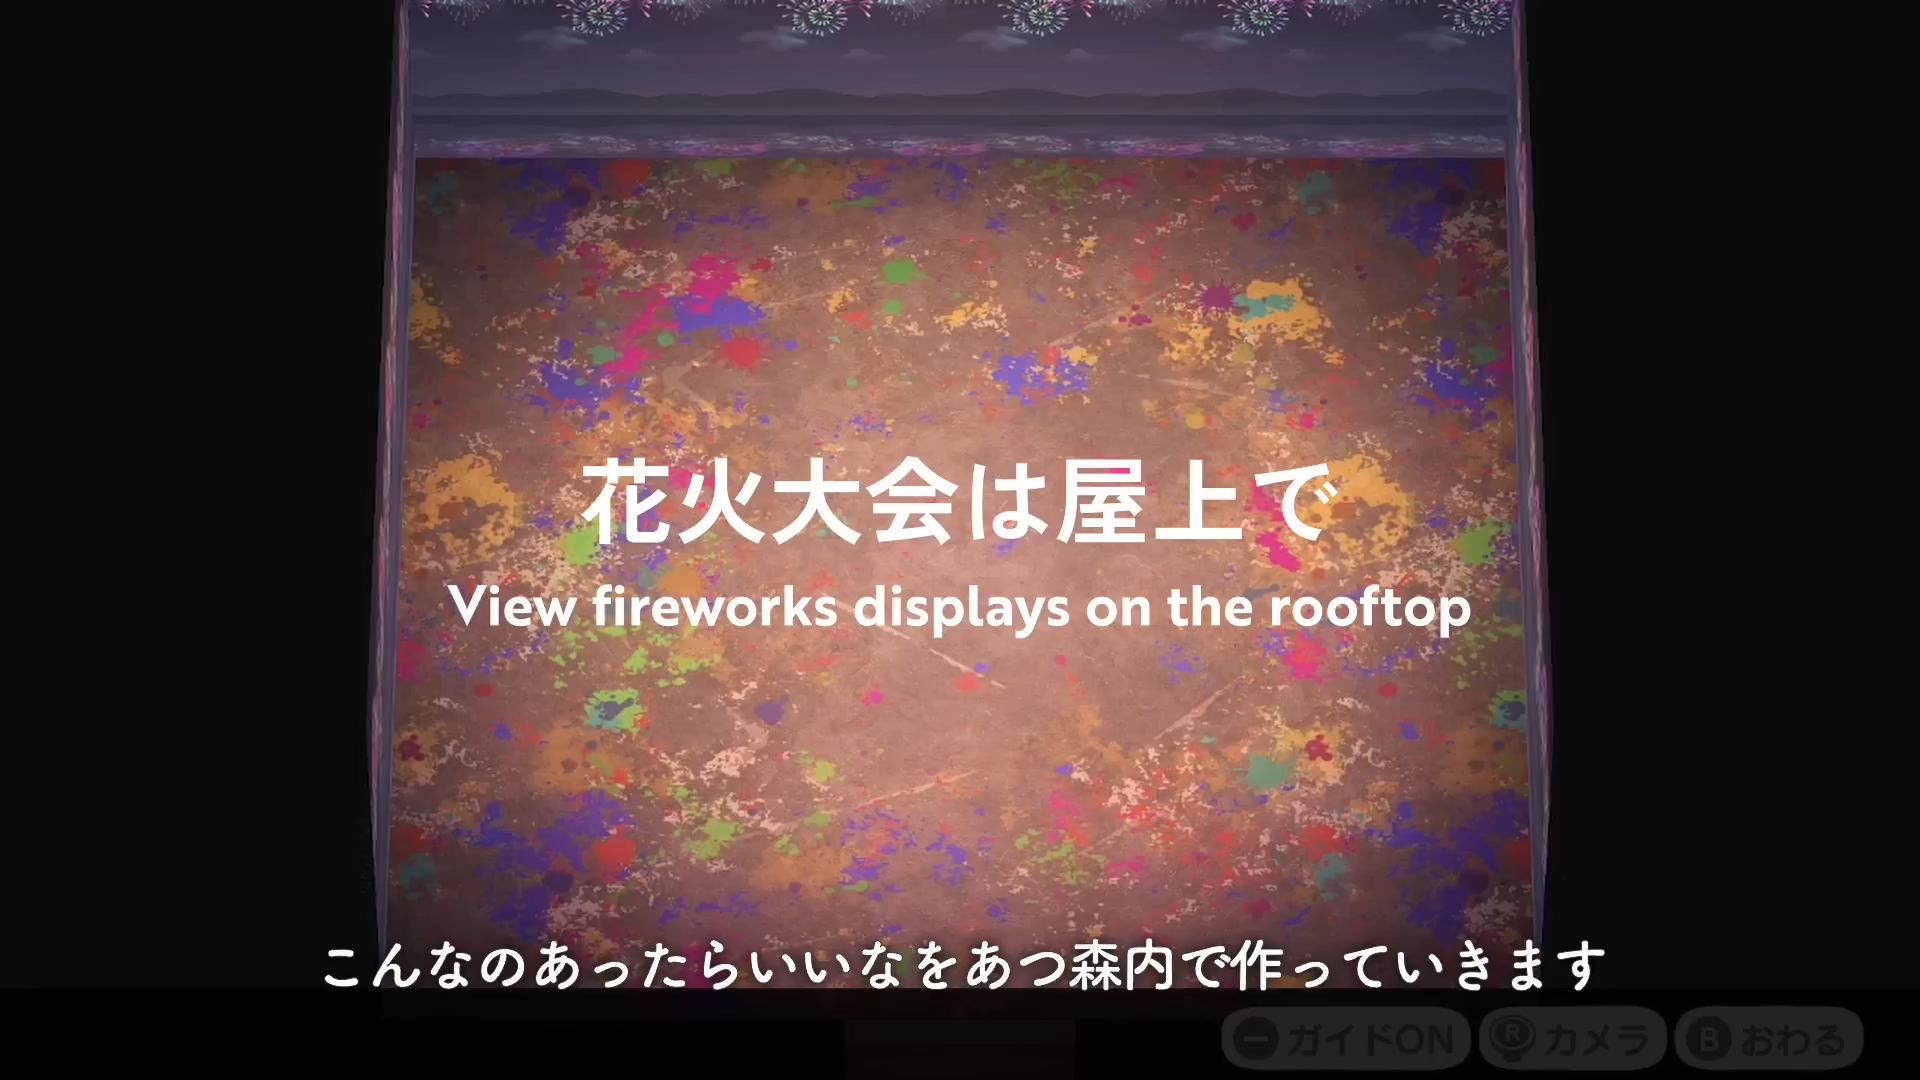 花火大会は屋上で
View fireworks displays on the rooftop
こんなのあったらいいなをあつ森内で作っていきます
ガイドON
R カメラ
B おわる